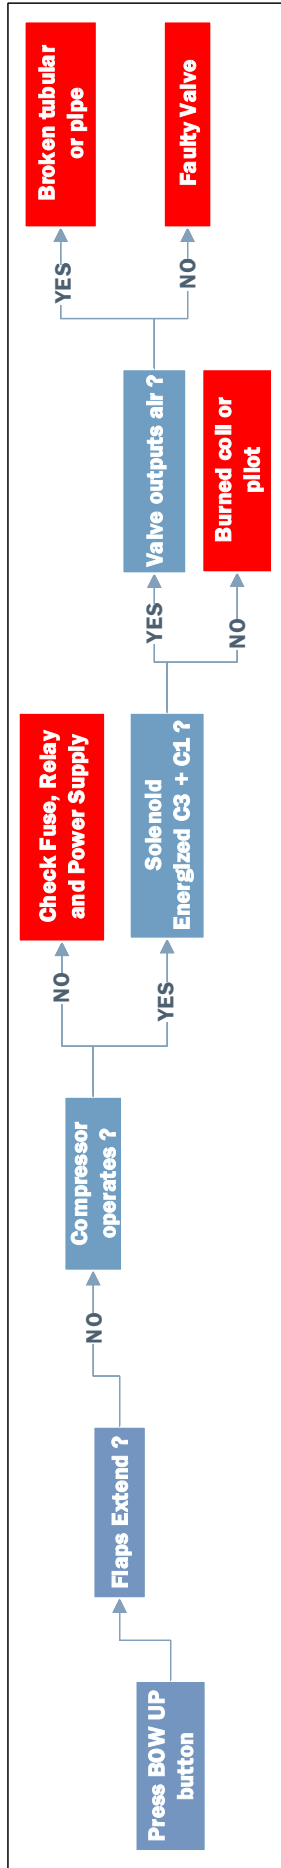 Press BOW UP
button
Flaps Extend ?
NO
Compressor
operates ?
NO
Check Fuse, Relay
and Power Supply
YES
Solenoid
Energized C3 + C1 ?
YES
Valve outputs air ?
NO
Burned coil or
pilot
YES
Broken tubular
or pipe
NO
Faulty Valve